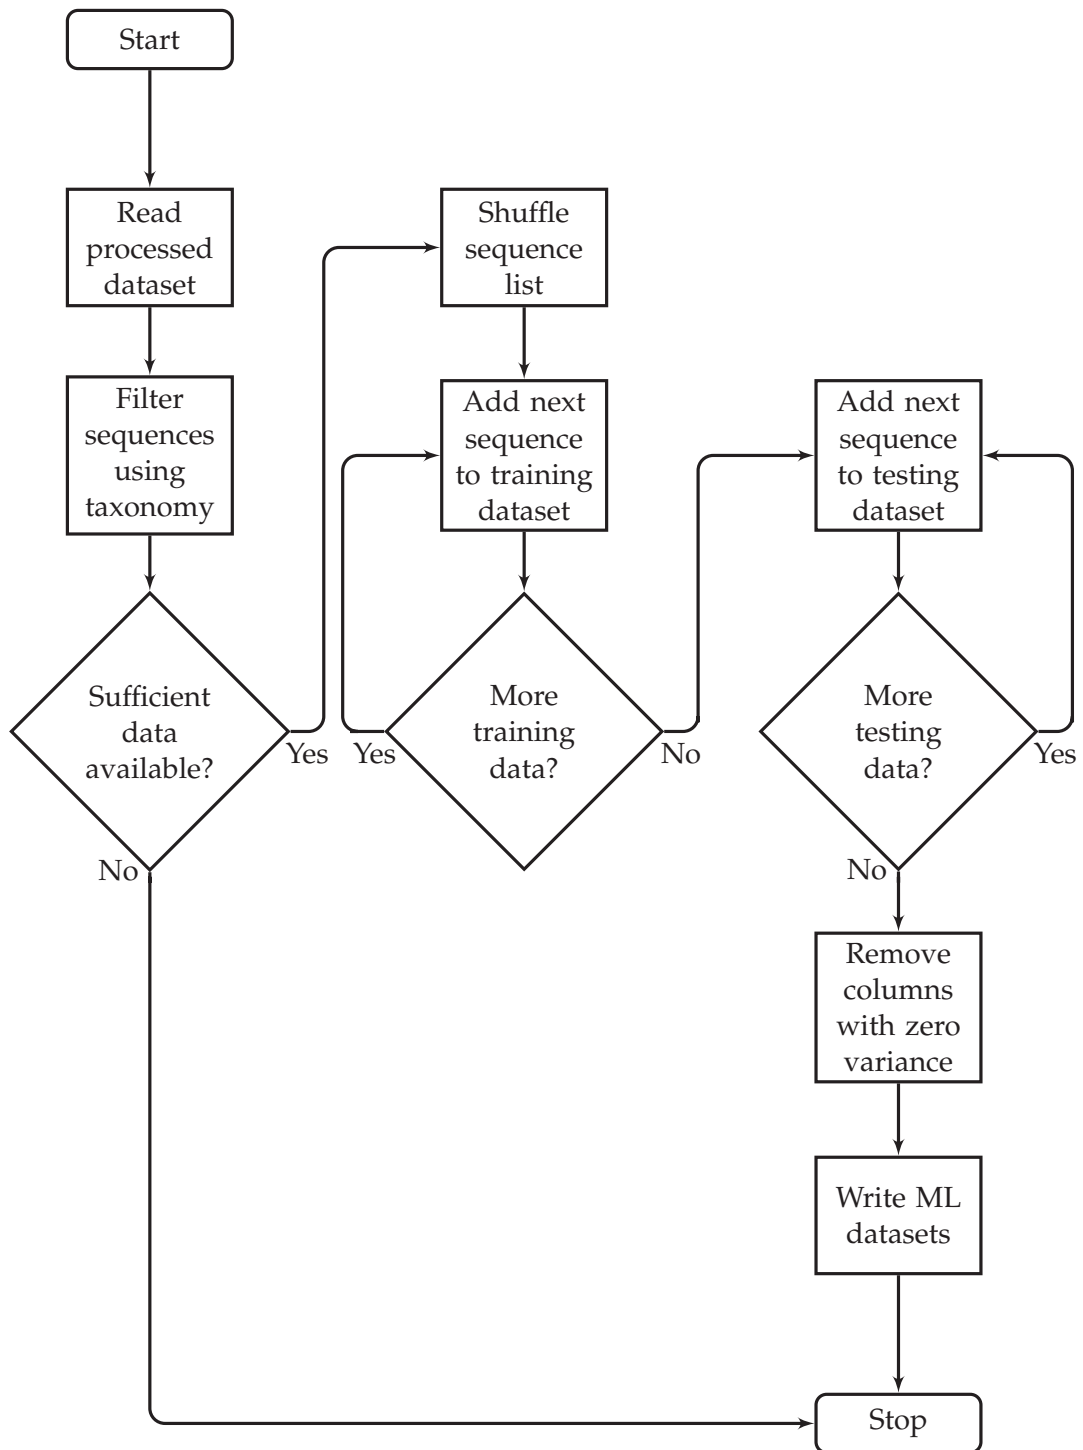 Start
Read
processed
dataset
Filter
sequences
using
taxonomy
Sufficient
data
available?
Yes
No
Shuffle
sequence
list
Add next
sequence
to training
dataset
More
training
data?
Yes
No
Add next
sequence
to testing
dataset
More
testing
data?
Yes
No
Remove
columns
with zero
variance
Write ML
datasets
Stop